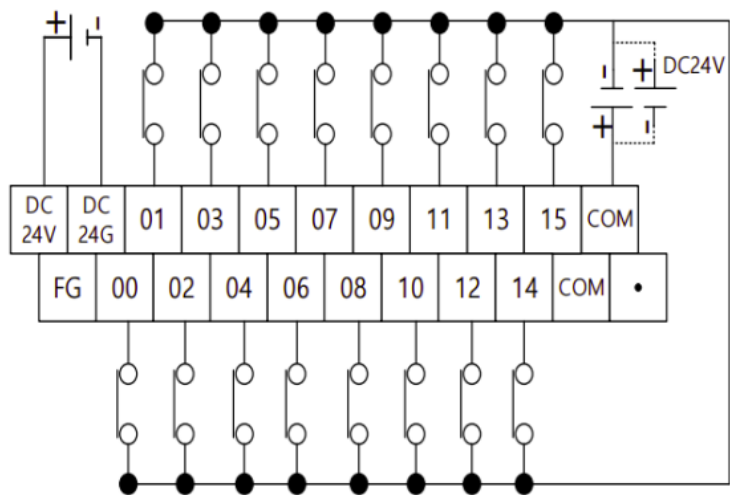 + -
- + DC24V
+ -
DC 24V DC 24G 01 03 05 07 09 11 13 15 COM
FG 00 02 04 06 08 10 12 14 COM •